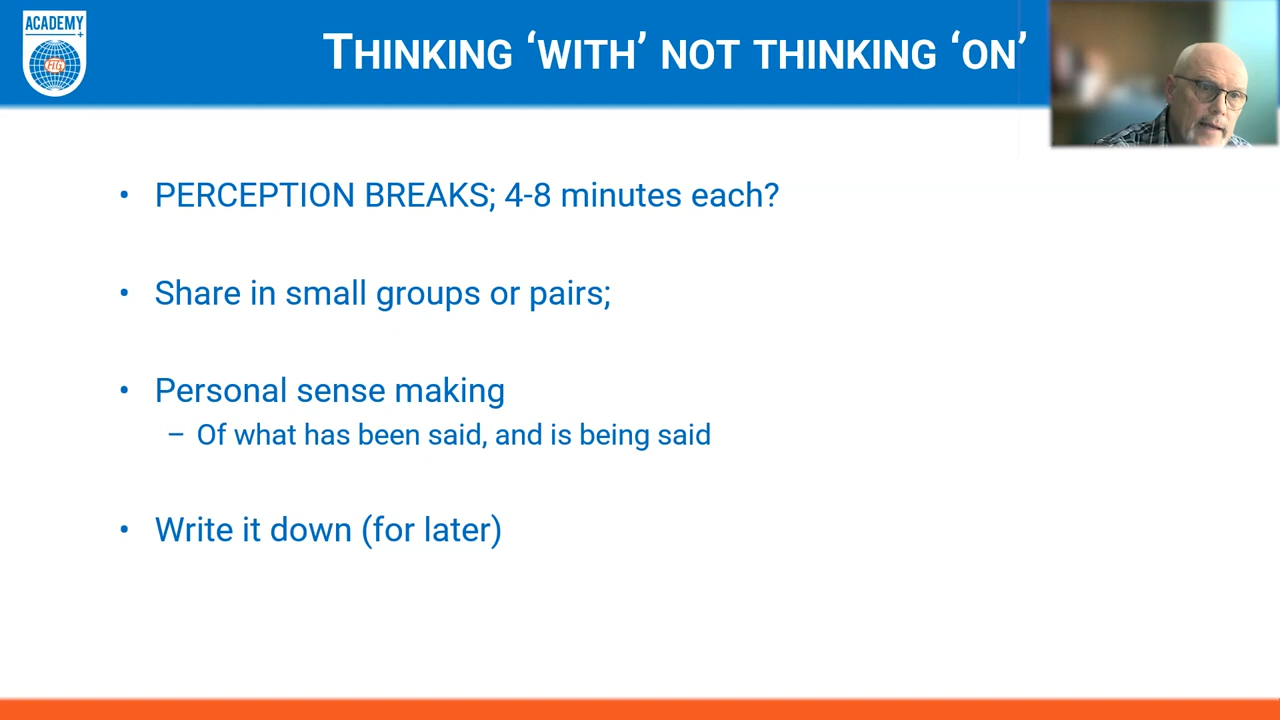 ACADEMY
+
FTG
THINKING ‘WITH’ NOT THINKING ‘ON’
• PERCEPTION BREAKS; 4-8 minutes each?
• Share in small groups or pairs;
• Personal sense making
– Of what has been said, and is being said
• Write it down (for later)